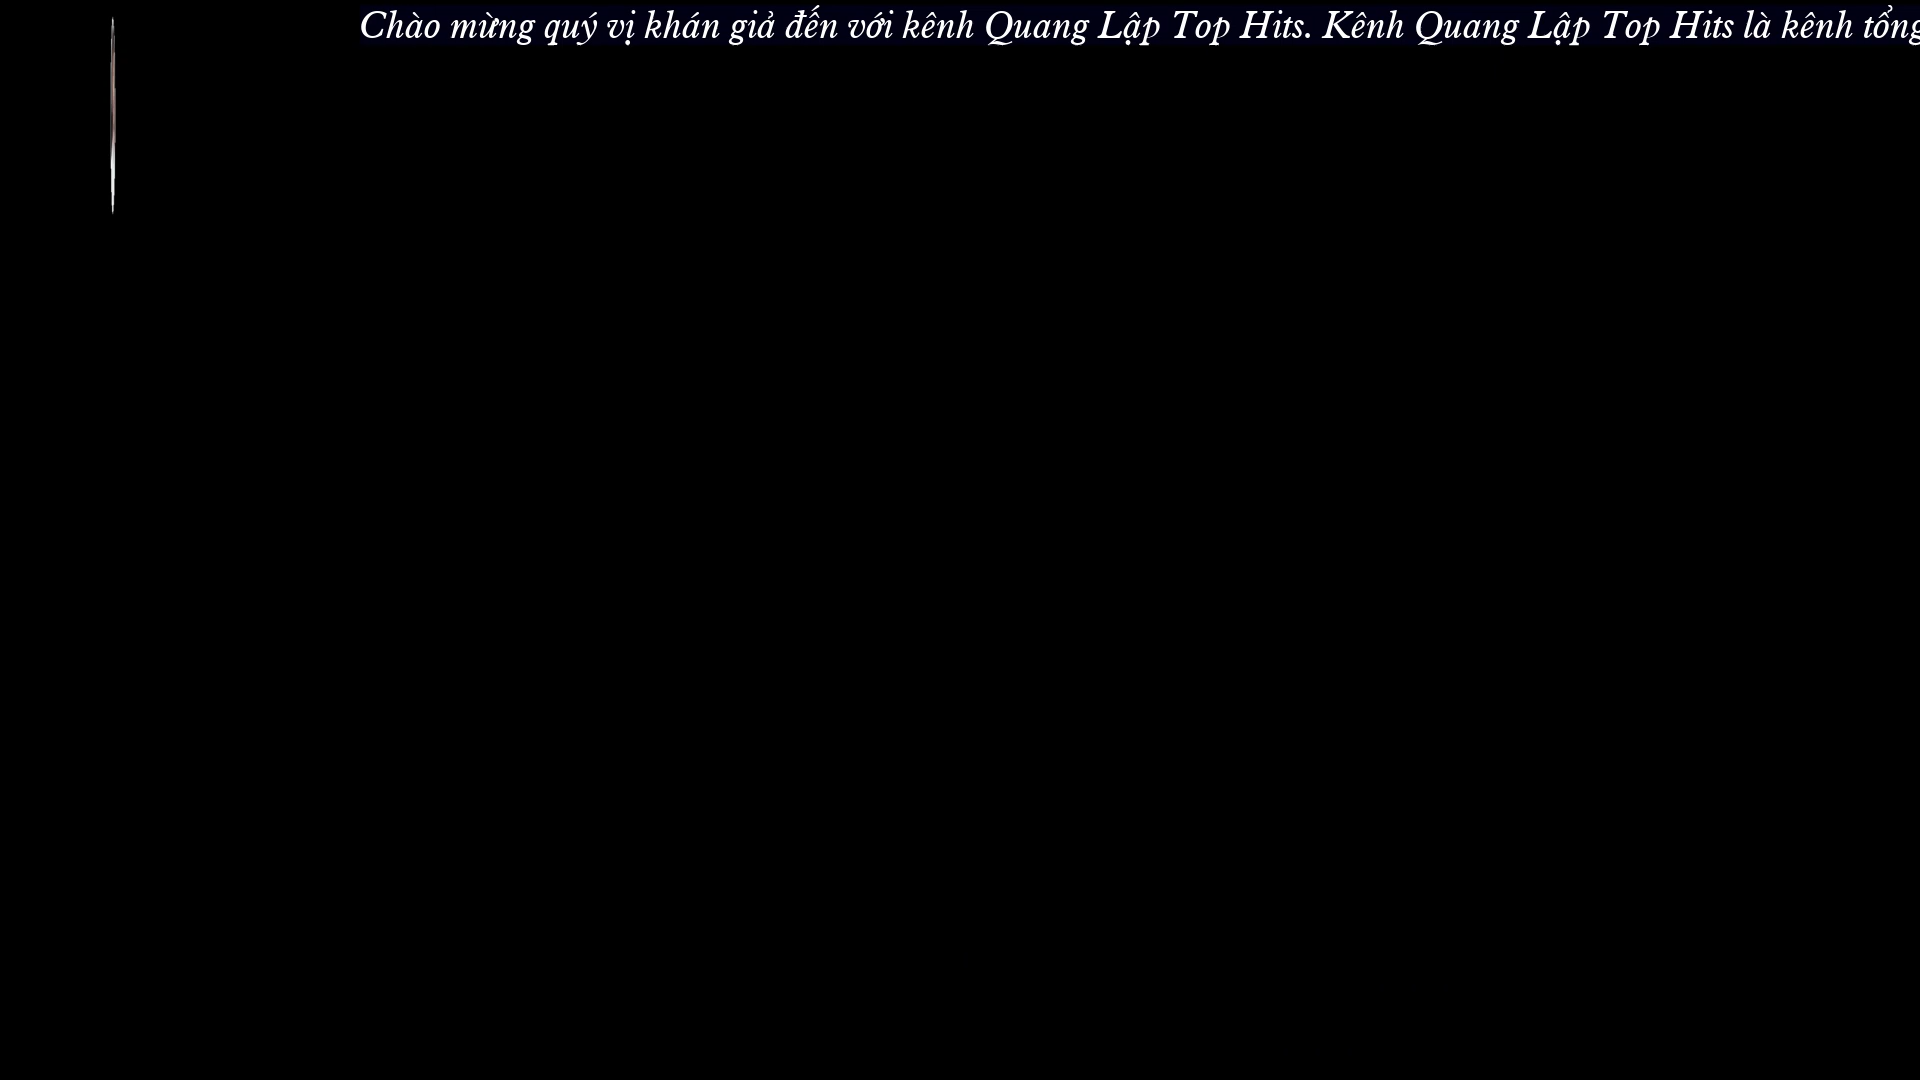 Chào mừng quý vị khán giả đến với kênh Quang Lập Top Hits. Kênh Quang Lập Top Hits là kênh tổng